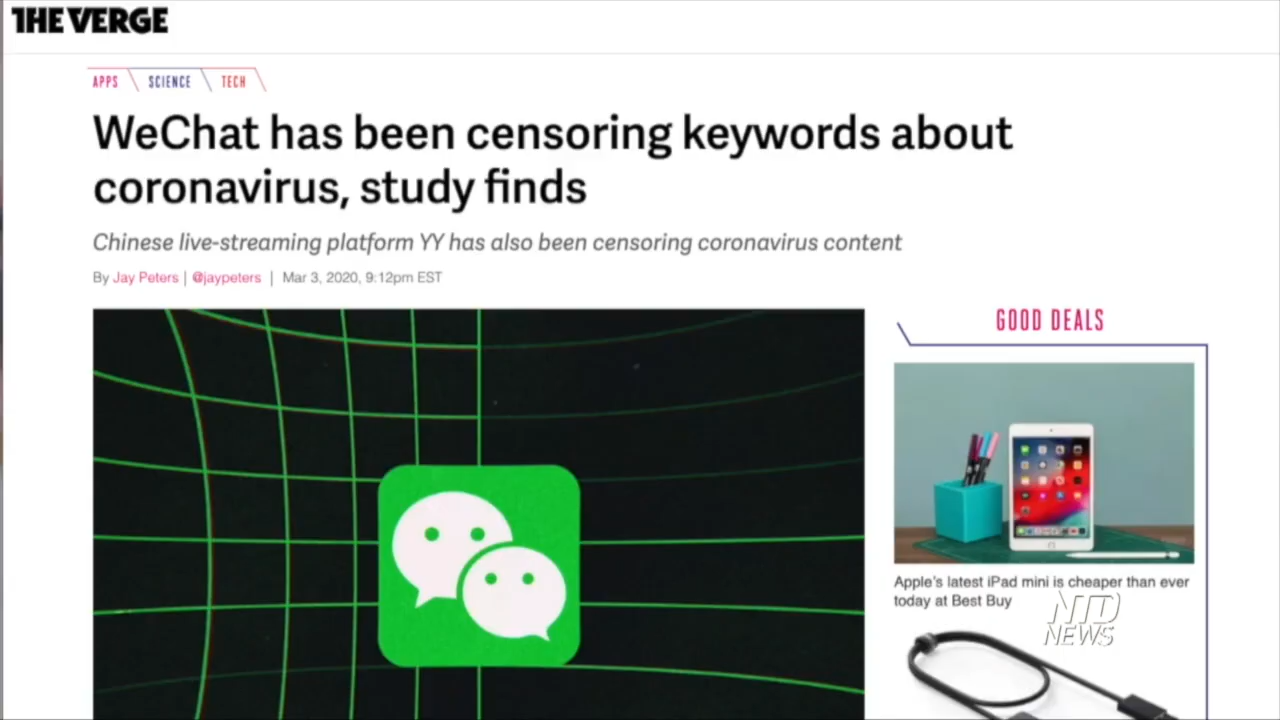 THE VERGE
APPS SCIENCE TECH
WeChat has been censoring keywords about
coronavirus, study finds
Chinese live-streaming platform YY has also been censoring coronavirus content
By Jay Peters | @jaypeters | Mar 3, 2020, 9:12pm EST
GOOD DEALS
Apple's latest iPad mini is cheaper than ever
today at Best Buy
NTD
NEWS